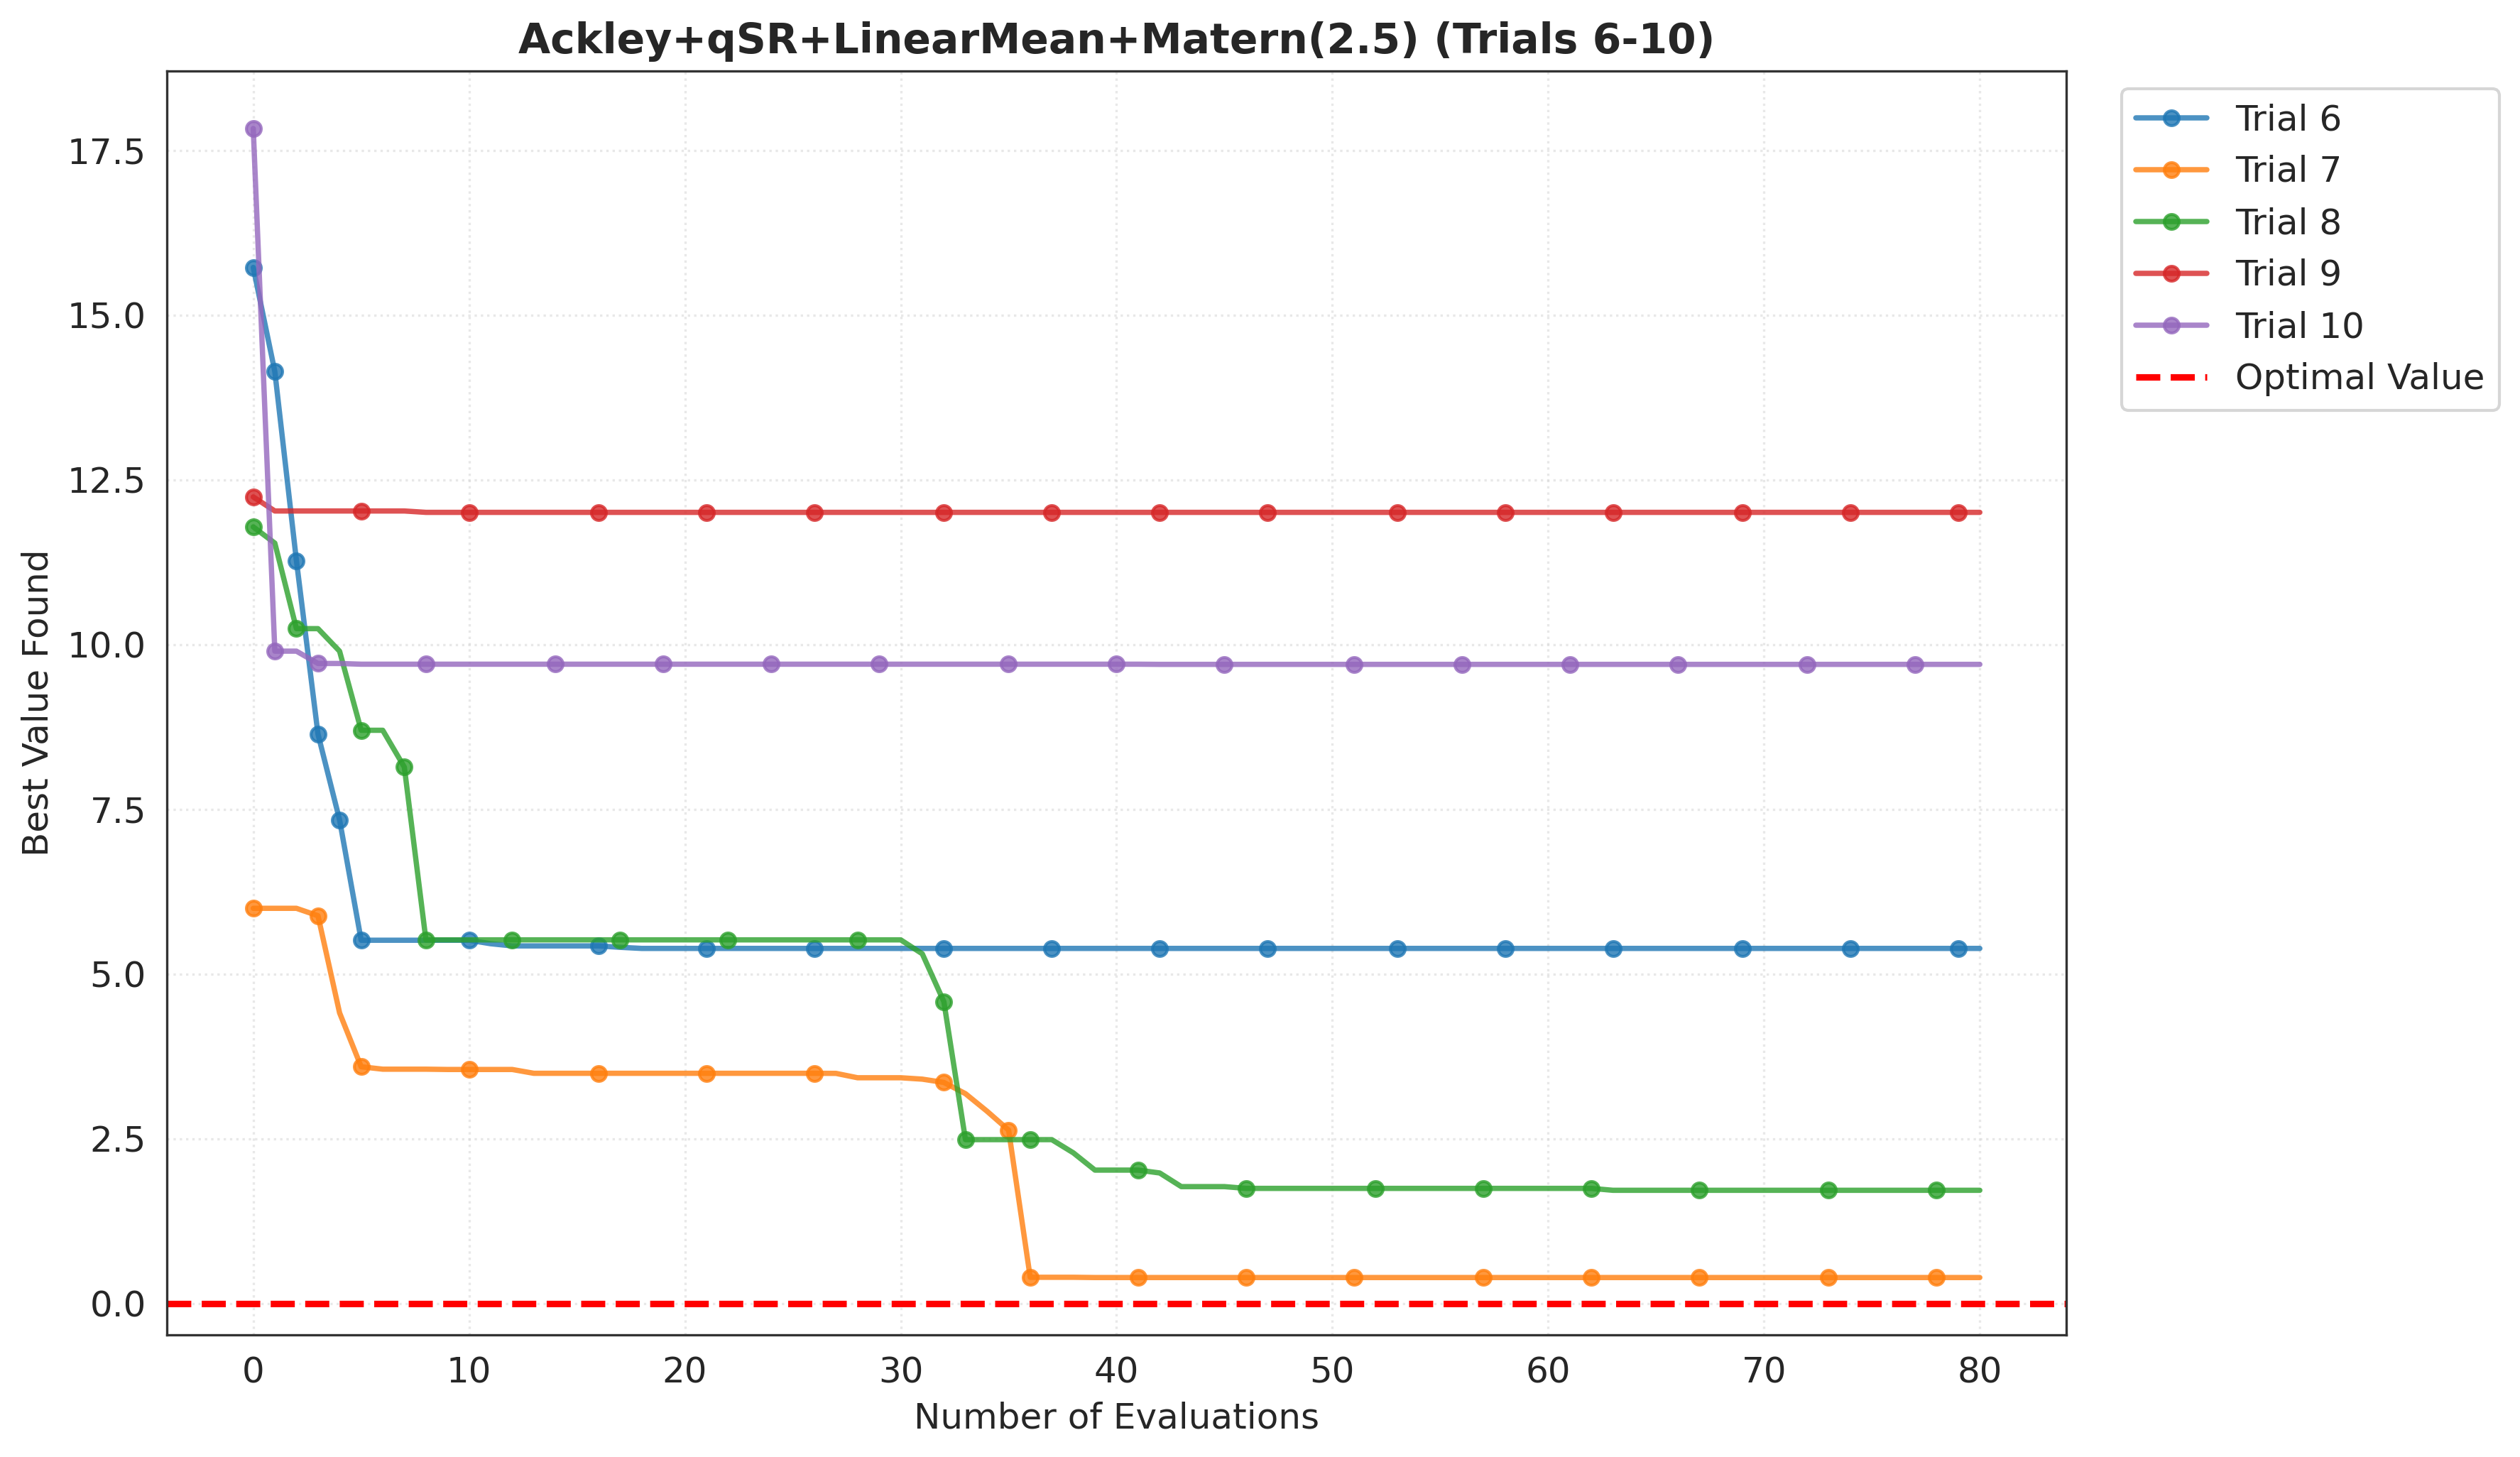 Ackley+qSR+LinearMean+Matern(2.5) (Trials 6-10)
Best Value Found
17.5
15.0
12.5
10.0
7.5
5.0
2.5
0.0
0 10 20 30 40 50 60 70 80
Number of Evaluations
Trial 6
Trial 7
Trial 8
Trial 9
Trial 10
Optimal Value